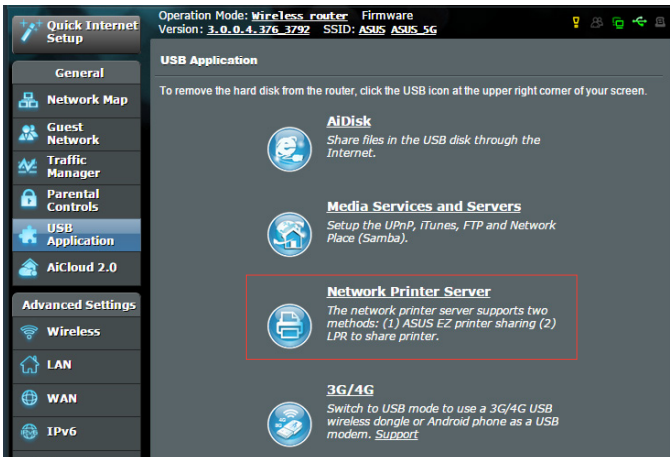 Quick Internet
Setup
Operation Mode: Wireless router Firmware
Version: 3.0.0.4.376_3792 SSID: ASUS ASUS_5G
General
Network Map
Guest
Network
Traffic
Manager
Parental
Controls
USB
Application
AiCloud 2.0
Advanced Settings
Wireless
LAN
WAN
IPv6
USB Application
To remove the hard disk from the router, click the USB icon at the upper right corner of your screen.
AiDisk
Share files in the USB disk through the
Internet.
Media Services and Servers
Setup the UPnP, iTunes, FTP and Network
Place (Samba).
Network Printer Server
The network printer server supports two
methods: (1) ASUS EZ printer sharing (2)
LPR to share printer.
3G/4G
Switch to USB mode to use a 3G/4G USB
wireless dongle or Android phone as a USB
modem. Support